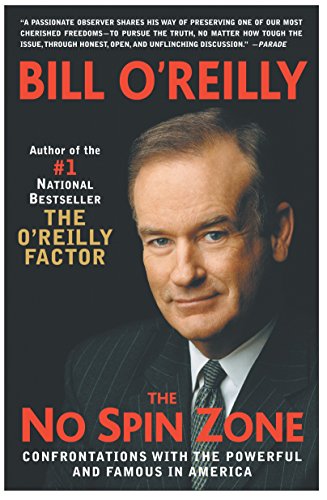 "A PASSIONATE OBSERVER SHARES HIS WAY OF PRESERVING ONE OF OUR MOST
CHERISHED FREEDOMS—TO PURSUE THE TRUTH, NO MATTER HOW TOUGH THE
ISSUE, THROUGH HONEST, OPEN, AND UNFLINCHING DISCUSSION." —PARADE
BILL O'REILLY
Author of the
#1
NATIONAL
BESTSELLER
THE
O'REILLY
FACTOR
THE
NO SPIN ZONE
CONFRONTATIONS WITH THE POWERFUL
AND FAMOUS IN AMERICA